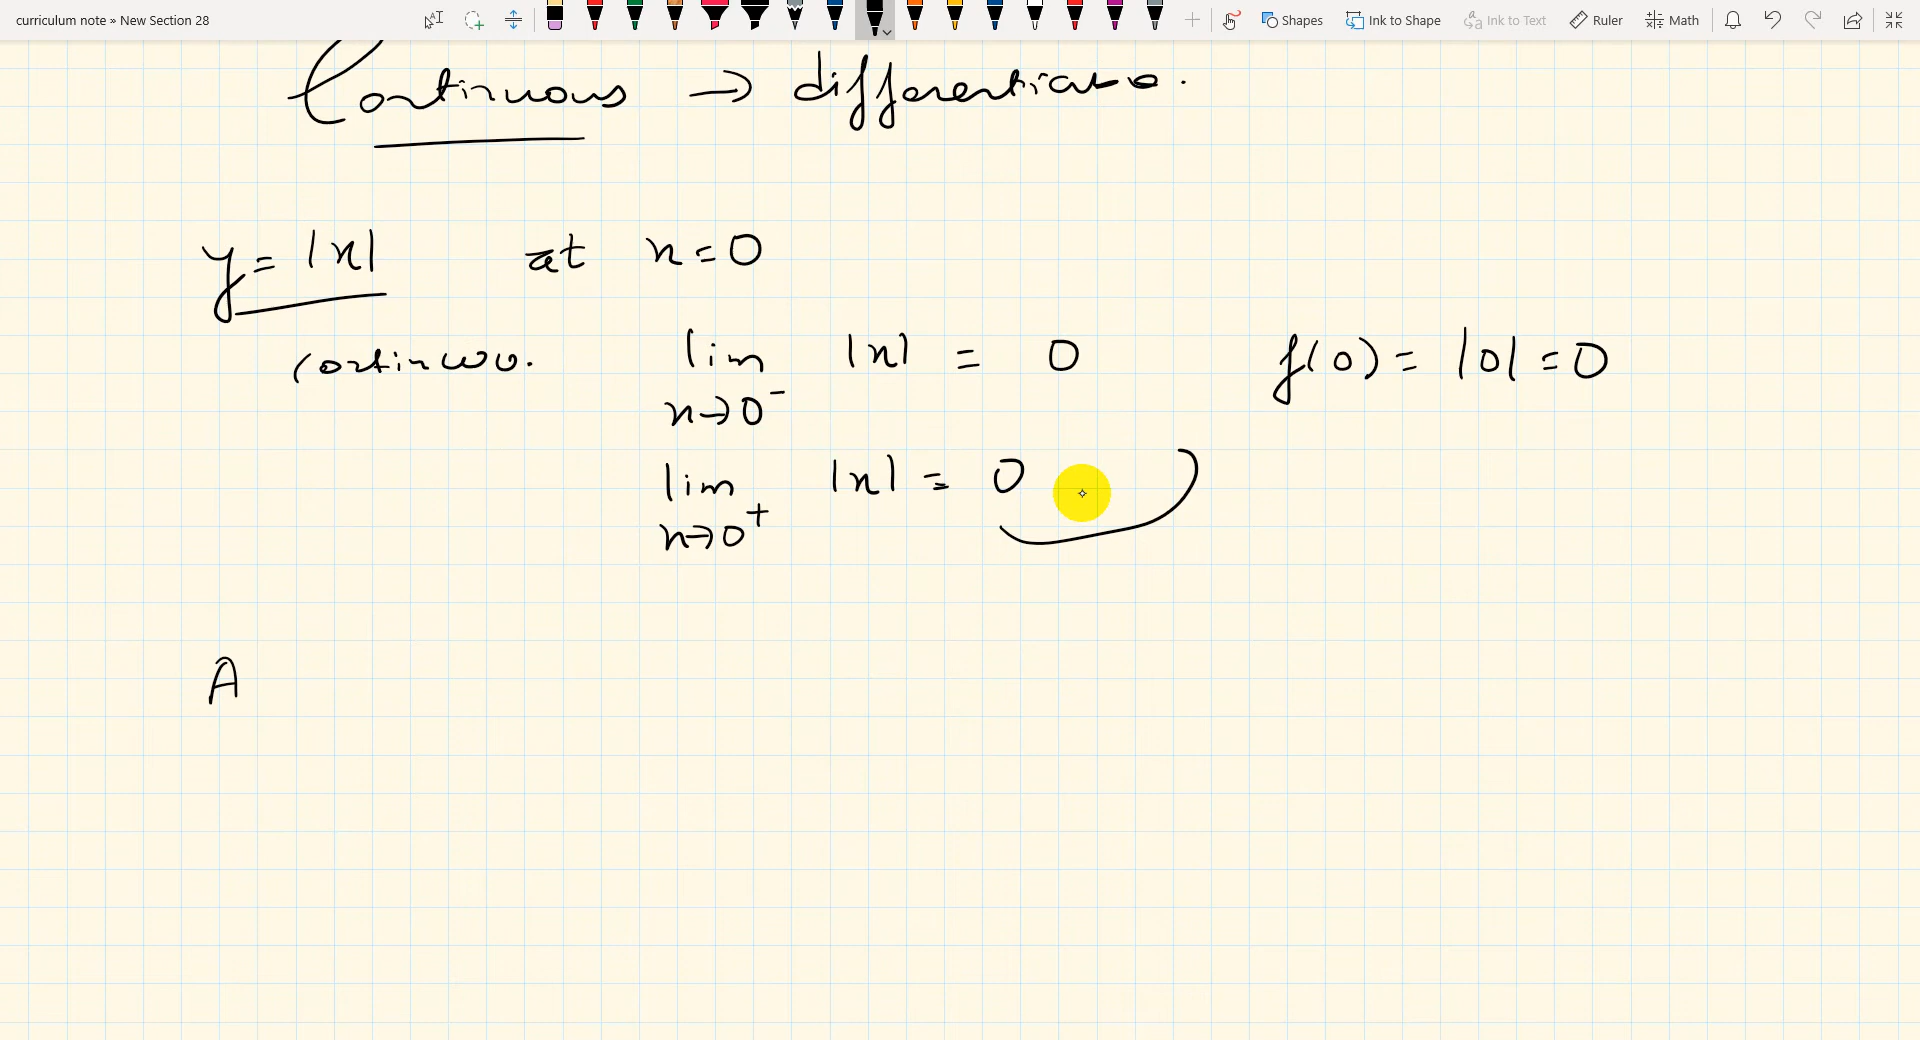 curriculum note » New Section 28
Shapes Ink to Shape Ink to Text Ruler Math
Continuous → differentiable.
y = |x| at x = 0
continuou.
lim x→0⁻ |x| = 0 f(0) = |0| = 0
lim x→0⁺ |x| = 0
A